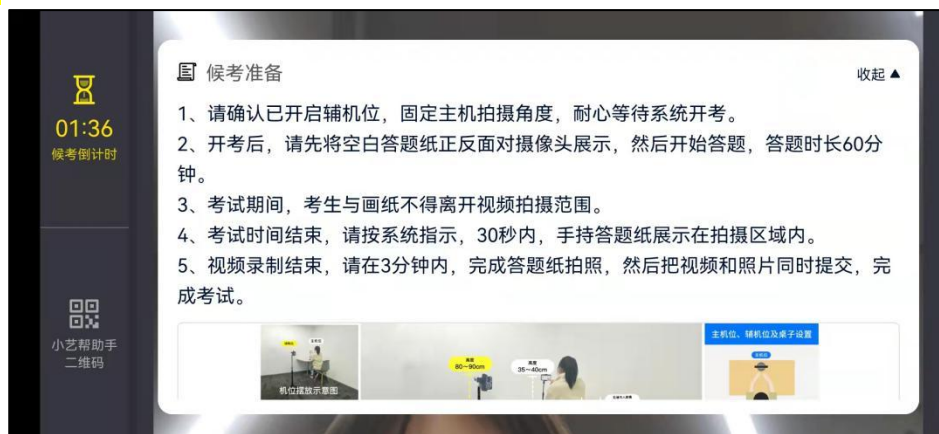 候考准备
收起▲
01:36
候考倒计时
1、请确认已开启辅机位，固定主机拍摄角度，耐心等待系统开考。
2、开考后，请先将空白答题纸正反面对摄像头展示，然后开始答题，答题时长60分
钟。
3、考试期间，考生与画纸不得离开视频拍摄范围。
4、考试时间结束，请按系统指示，30秒内，手持答题纸展示在拍摄区域内。
5、视频录制结束，请在3分钟内，完成答题纸拍照，然后把视频和照片同时提交，完
成考试。
小艺帮助手
二维码
机位摆放示意图
高度
80~90cm
高度
35~40cm
主机位、辅机位及桌子设置